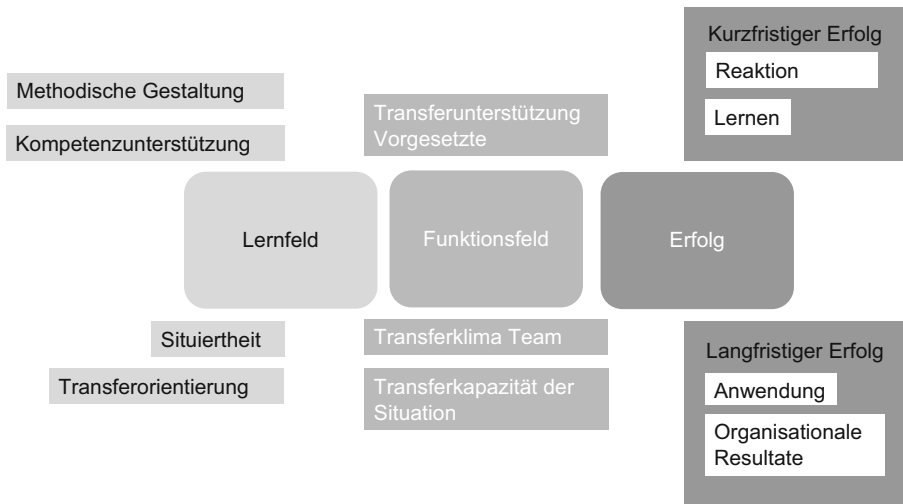 Kurzfristiger Erfolg
Reaktion
Lernen
Methodische Gestaltung
Kompetenzunterstützung
Transferunterstützung
Vorgesetzte
Lernfeld
Funktionsfeld
Erfolg
Situiertheit
Transferorientierung
Transferklima Team
Transferkapazität der
Situation
Langfristiger Erfolg
Anwendung
Organisationale
Resultate